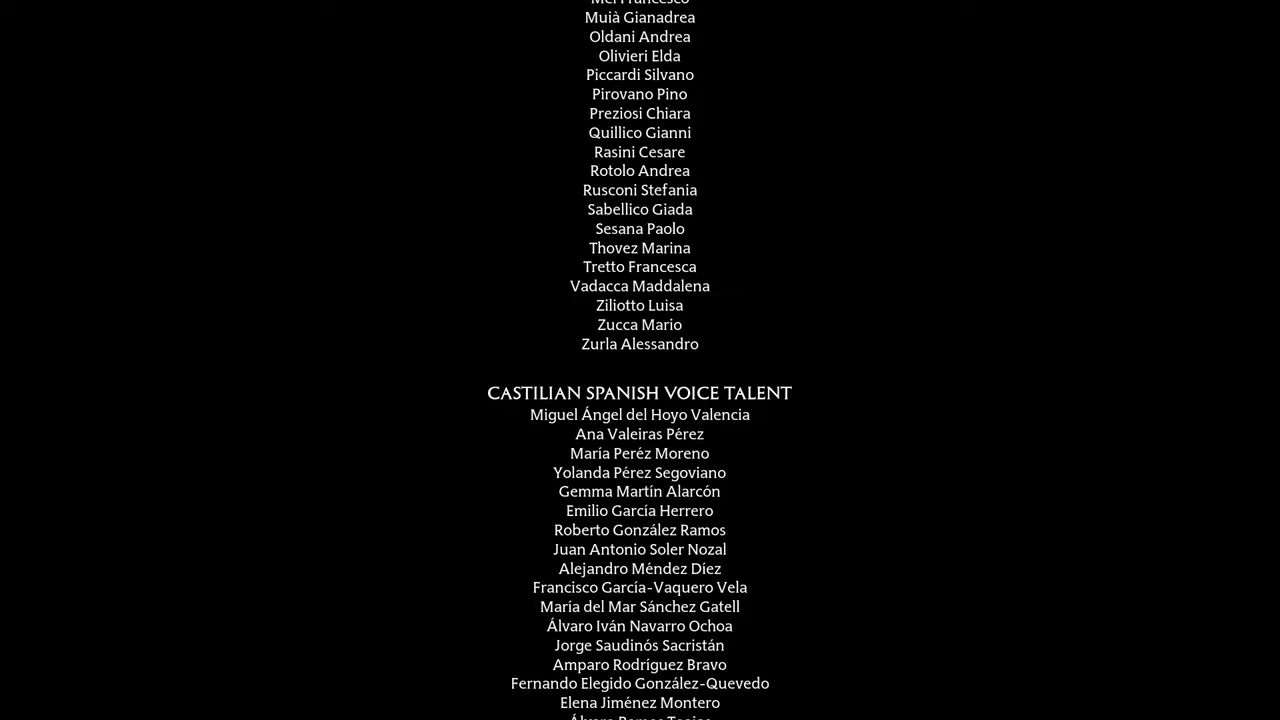 Muià Gianadrea
Oldani Andrea
Olivieri Elda
Piccardi Silvano
Pirovano Pino
Preziosi Chiara
Quillico Gianni
Rasini Cesare
Rotolo Andrea
Rusconi Stefania
Sabellico Giada
Sesana Paolo
Thovez Marina
Tretto Francesca
Vadacca Maddalena
Ziliotto Luisa
Zucca Mario
Zurla Alessandro
CASTILIAN SPANISH VOICE TALENT
Miguel Ángel del Hoyo Valencia
Ana Valeiras Pérez
María Peréz Moreno
Yolanda Pérez Segoviano
Gemma Martín Alarcón
Emilio García Herrero
Roberto González Ramos
Juan Antonio Soler Nozal
Alejandro Méndez Díez
Francisco García-Vaquero Vela
María del Mar Sánchez Gatell
Álvaro Iván Navarro Ochoa
Jorge Saudinós Sacristán
Amparo Rodríguez Bravo
Fernando Elegido González-Quevedo
Elena Jiménez Montero